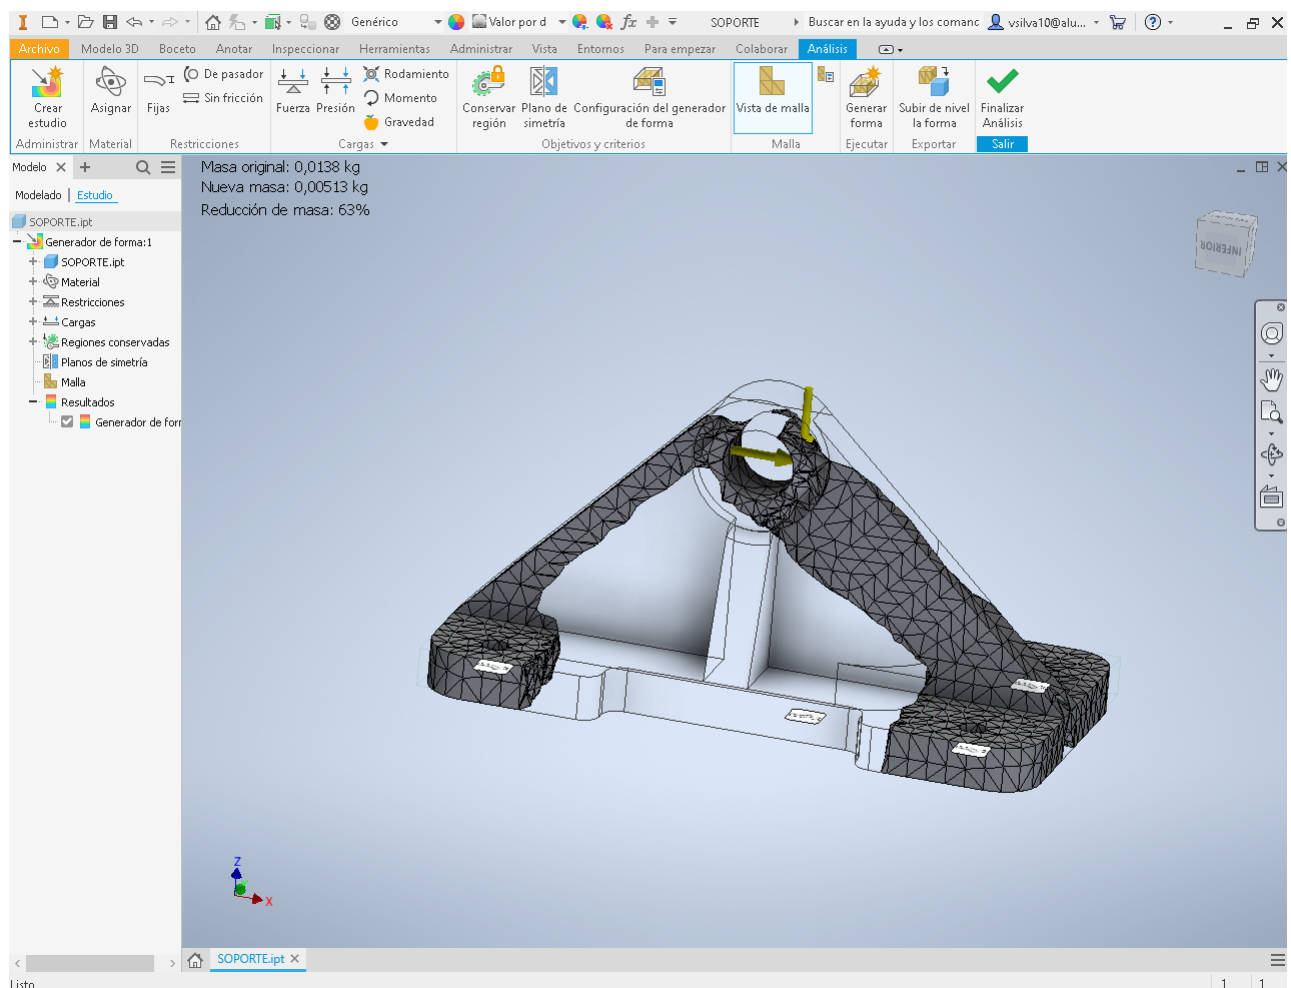 Genérico
Valor por d
SOPORTE
Buscar en la ayuda y los comanc
vsilva10@alu...
Archivo Modelo 3D Boceto Anotar Inspeccionar Herramientas Administrar Vista Entornos Para empezar Colaborar Análisis
Crear estudio
Asignar
Fijas
De pasador
Sin fricción
Fuerza
Presión
Rodamiento
Momento
Gravedad
Conservar región
Plano de simetría
Configuración del generador de forma
Vista de malla
Generar forma
Subir de nivel la forma
Finalizar Análisis
Administrar Material Restricciones Cargas Objetivos y criterios Malla Ejecutar Exportar Salir
Modelo
Modelado | Estudio
SOPORTE.ipt
Generador de forma:1
SOPORTE.ipt
Material
Restricciones
Cargas
Regiones conservadas
Planos de simetría
Malla
Resultados
Generador de for
Masa original: 0,0138 kg
Nueva masa: 0,00513 kg
Reducción de masa: 63%
INFERIOR
Z
X
SOPORTE.ipt
Listo
1 1